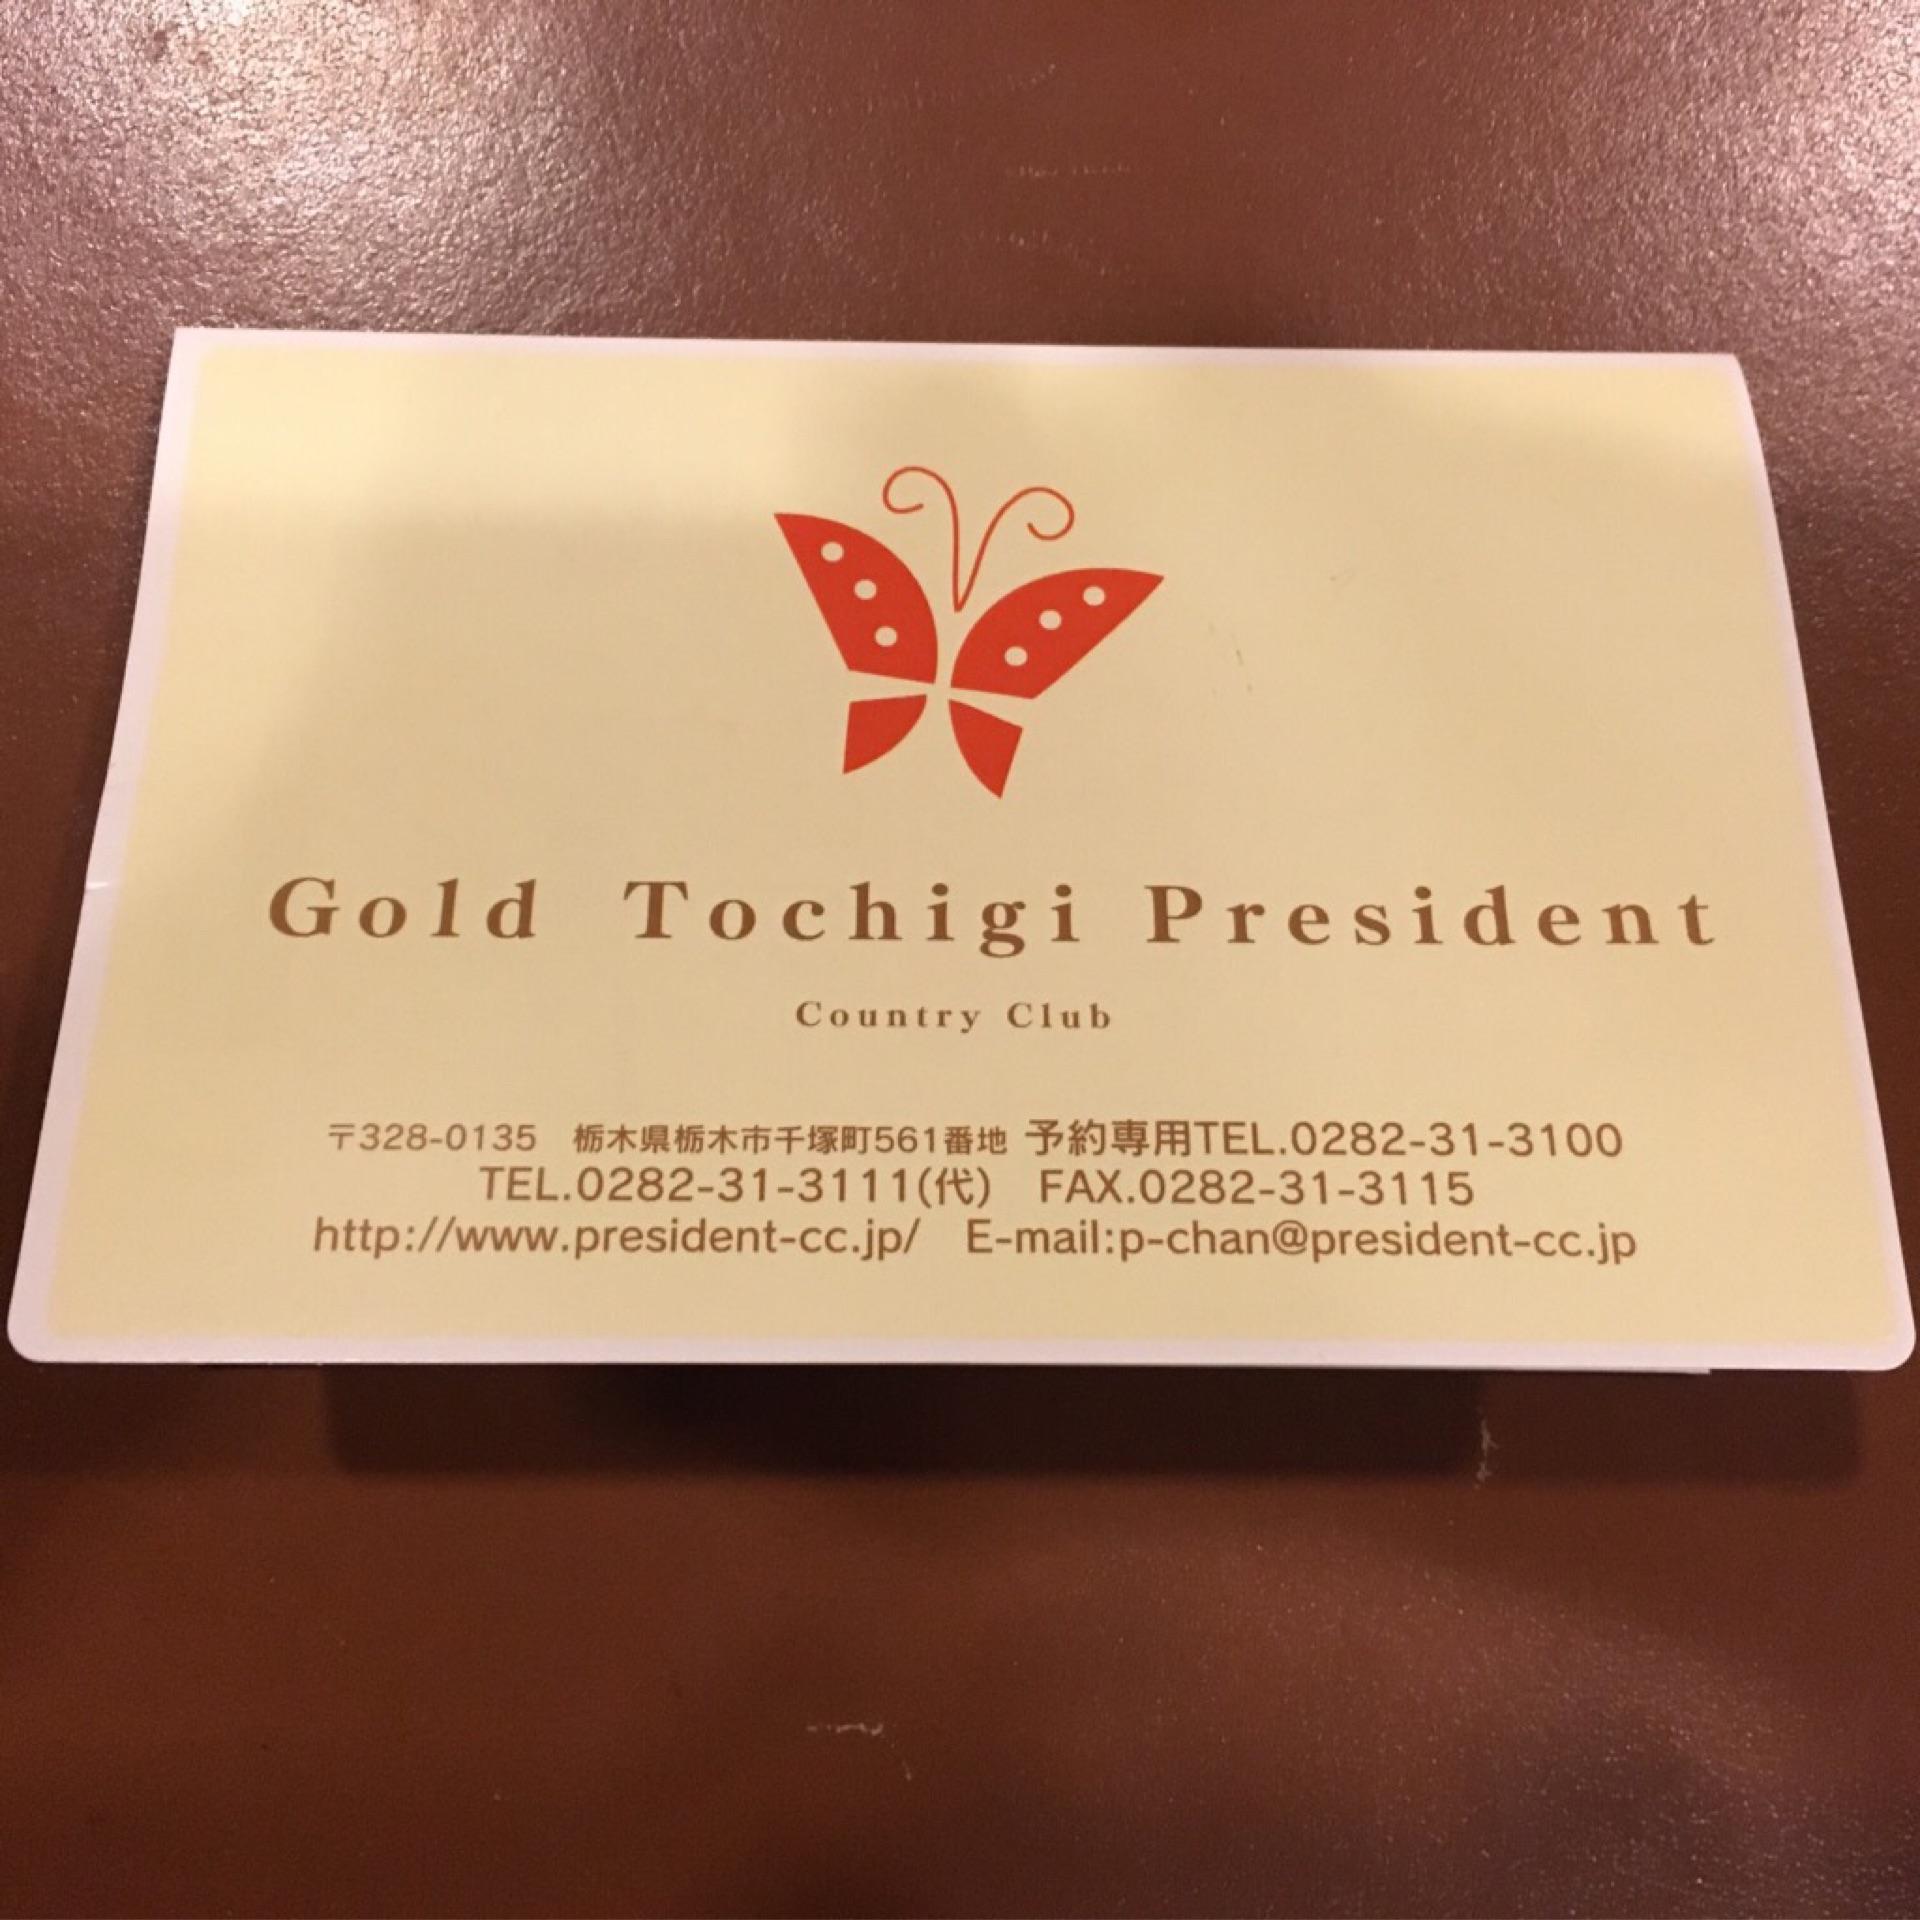 Gold Tochigi President
Country Club
〒328-0135 栃木県栃木市千塚町561番地 予約専用TEL.0282-31-3100
TEL.0282-31-3111(代) FAX.0282-31-3115
http://www.president-cc.jp/ E-mail:p-chan@president-cc.jp